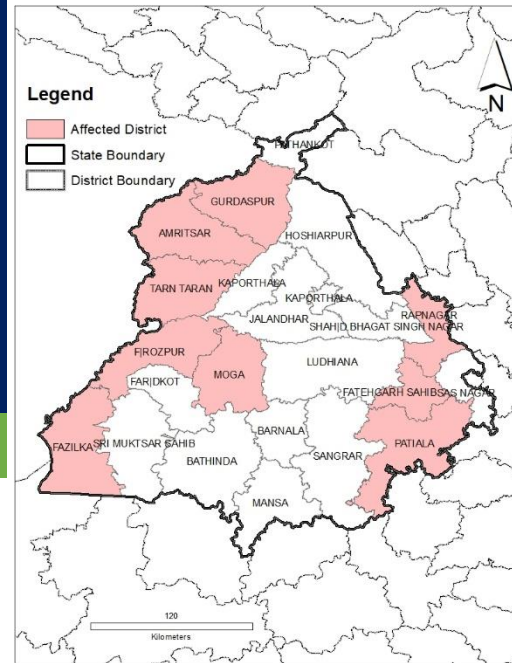 N
Legend
Affected District
State Boundary
District Boundary
PATHANKOT
GURDASPUR
AMRITSAR
HOSHIARPUR
TARN TARAN
KAPORTHALA
KAPORTHALA
RAPNAGAR
JALANDHAR
SHAHID BHAGAT SINGH NAGAR
FIROZPUR
MOGA
LUDHIANA
FARIDKOT
FATEHGARH SAHIB
SAS NAGAR
FAZILKA
SRI MUKTSAR SAHIB
BARNALA
PATIALA
BATHINDA
SANGRAR
MANSA
120
Kilometers